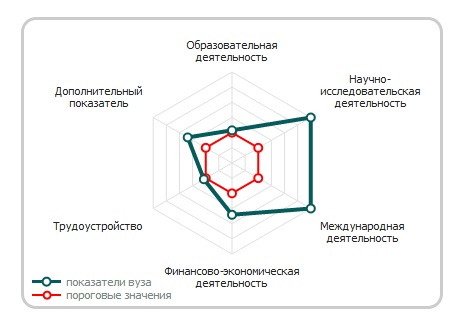 Образовательная
деятельность
Научно-
исследовательская
деятельность
Дополнительный
показатель
Трудоустройство
Международная
деятельность
Финансово-экономическая
деятельность
показатели вуза
пороговые значения